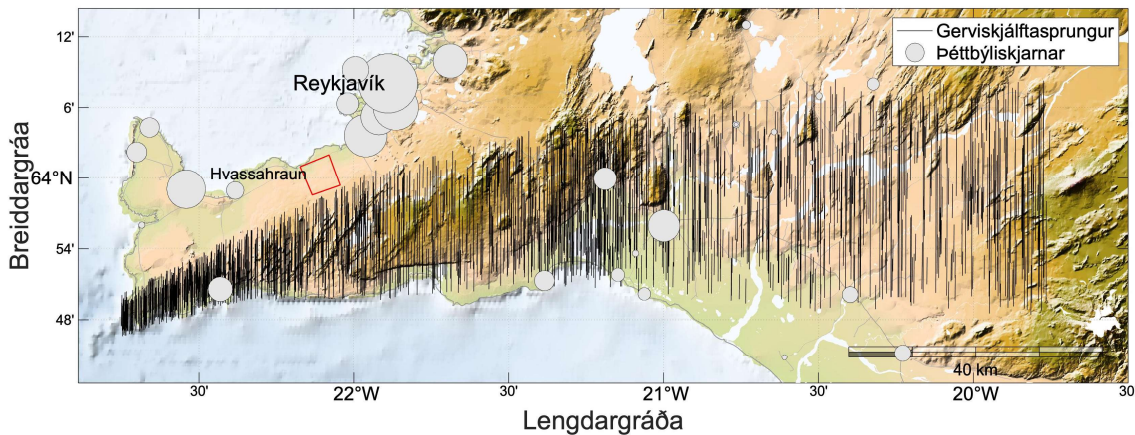 Gerviskjálftasprungur
Þéttbýliskjarnar
12'
6'
64°N
54'
48'
Breiddargráa
Reykjavík
Hvassahraun
40 km
30'
22°W
30'
21°W
30'
20°W
30
Lengdargráða